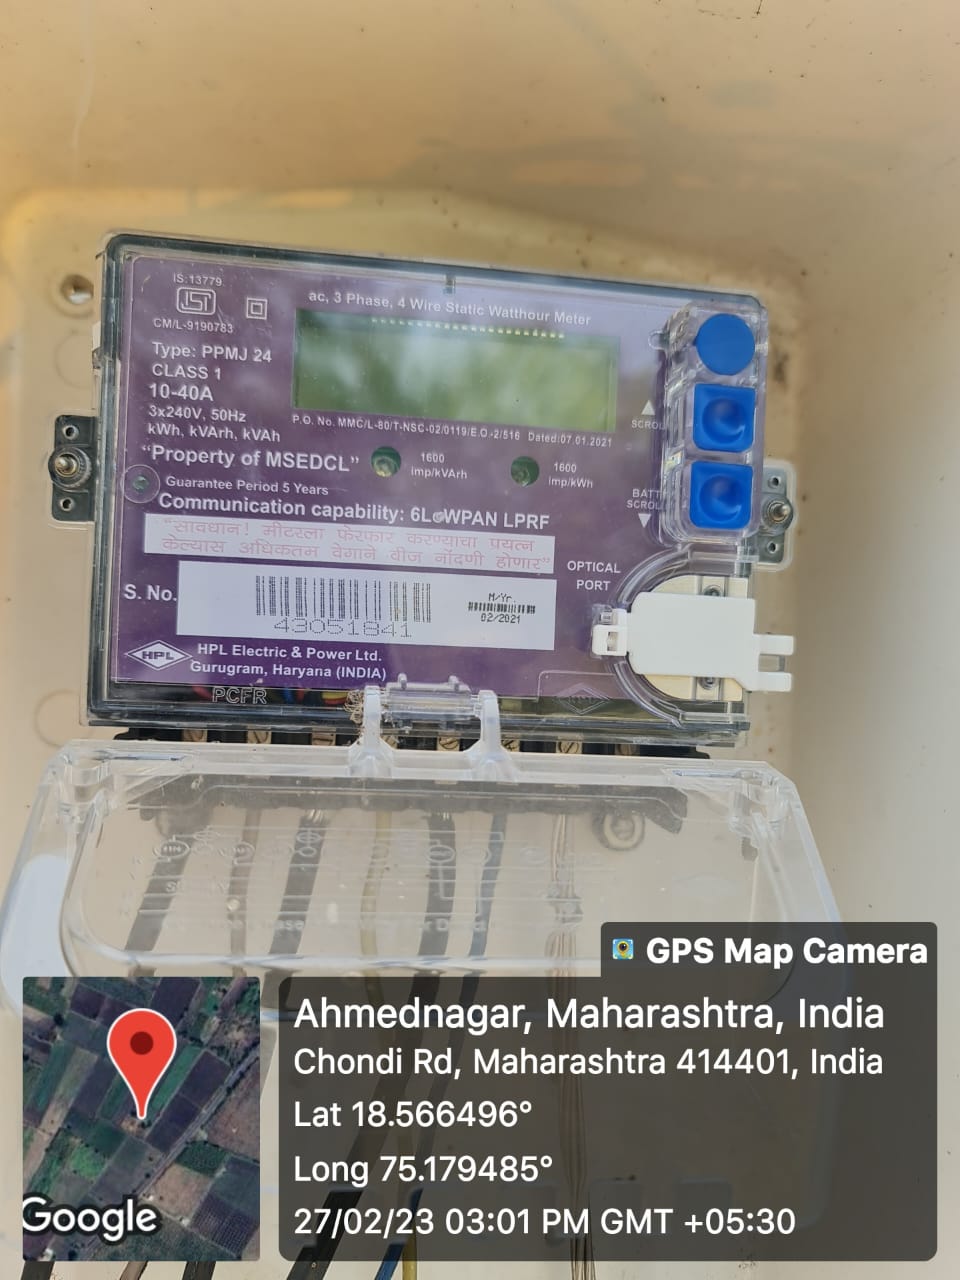 IS:13779
ISI
CM/L-9190783
ac, 3 Phase, 4 Wire Static Watthour Meter
Type: PPMJ 24
CLASS 1
10-40A
3x240V, 50Hz
kWh, kVArh, kVAh
P.O. No. MMC/L-80/T-NSC-02/0119/E.O.-2/516 Dated:07.01.2021
SCROLL
"Property of MSEDCL"
1600
imp/kVArh
1600
imp/kWh
Guarantee Period 5 Years
BATT
SCROLL
Communication capability: 6LoWPAN LPRF
"सावधान! मीटरला फेरफार करण्याचा प्रयत्न
केल्यास अधिकतम वेगाने वीज नोंदणी होणार"
OPTICAL
PORT
S. No.
43051841
M/Yr.
02/2021
HPL
HPL Electric & Power Ltd.
Gurugram, Haryana (INDIA)
PCFR
GPS Map Camera
Ahmednagar, Maharashtra, India
Chondi Rd, Maharashtra 414401, India
Lat 18.566496°
Long 75.179485°
27/02/23 03:01 PM GMT +05:30
Google